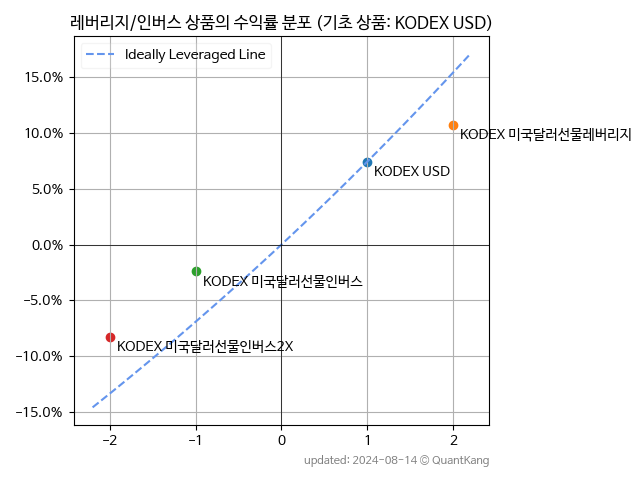 레버리지/인버스 상품의 수익률 분포 (기초 상품: KODEX USD)
Ideally Leveraged Line
15.0%
10.0%
5.0%
0.0%
−5.0%
−10.0%
−15.0%
KODEX 미국달러선물레버리지
KODEX USD
KODEX 미국달러선물인버스
KODEX 미국달러선물인버스2X
−2
−1
0
1
2
updated: 2024-08-14 © QuantKang